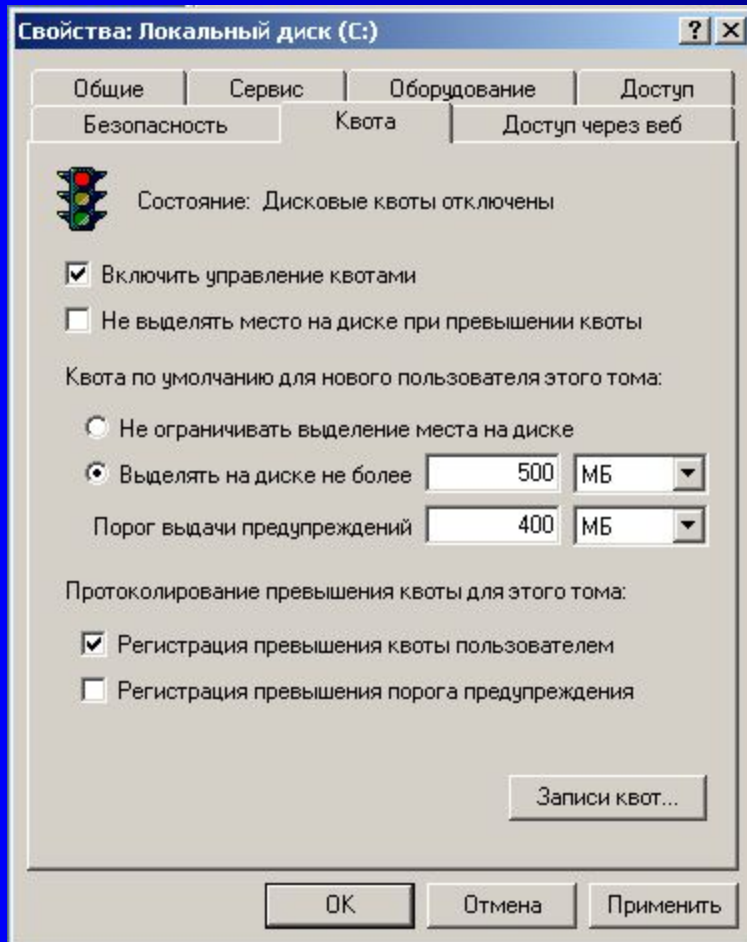 Свойства: Локальный диск (C:)
Общие Сервис Оборудование Доступ
Безопасность Квота Доступ через веб
Состояние: Дисковые квоты отключены
Включить управление квотами
Не выделять место на диске при превышении квоты
Квота по умолчанию для нового пользователя этого тома:
Не ограничивать выделение места на диске
Выделять на диске не более 500 МБ
Порог выдачи предупреждений 400 МБ
Протоколирование превышения квоты для этого тома:
Регистрация превышения квоты пользователем
Регистрация превышения порога предупреждения
Записи квот...
OK Отмена Применить